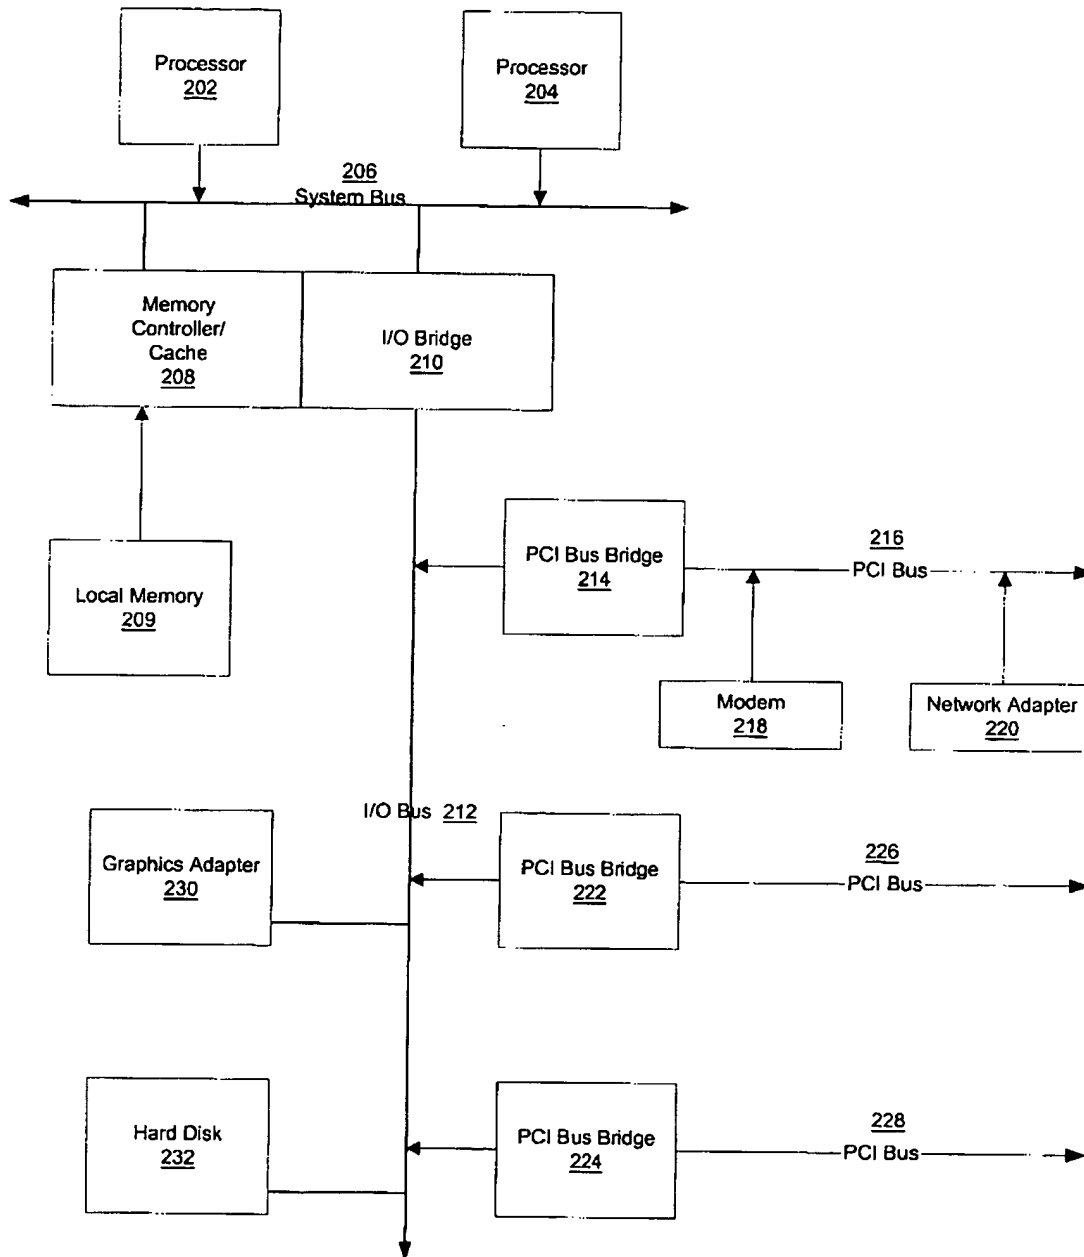 Processor
202
Processor
204
206
System Bus
Memory
Controller/
Cache
208
I/O Bridge
210
Local Memory
209
PCI Bus Bridge
214
216
PCI Bus
Modem
218
Network Adapter
220
I/O Bus 212
Graphics Adapter
230
PCI Bus Bridge
222
226
PCI Bus
Hard Disk
232
PCI Bus Bridge
224
228
PCI Bus